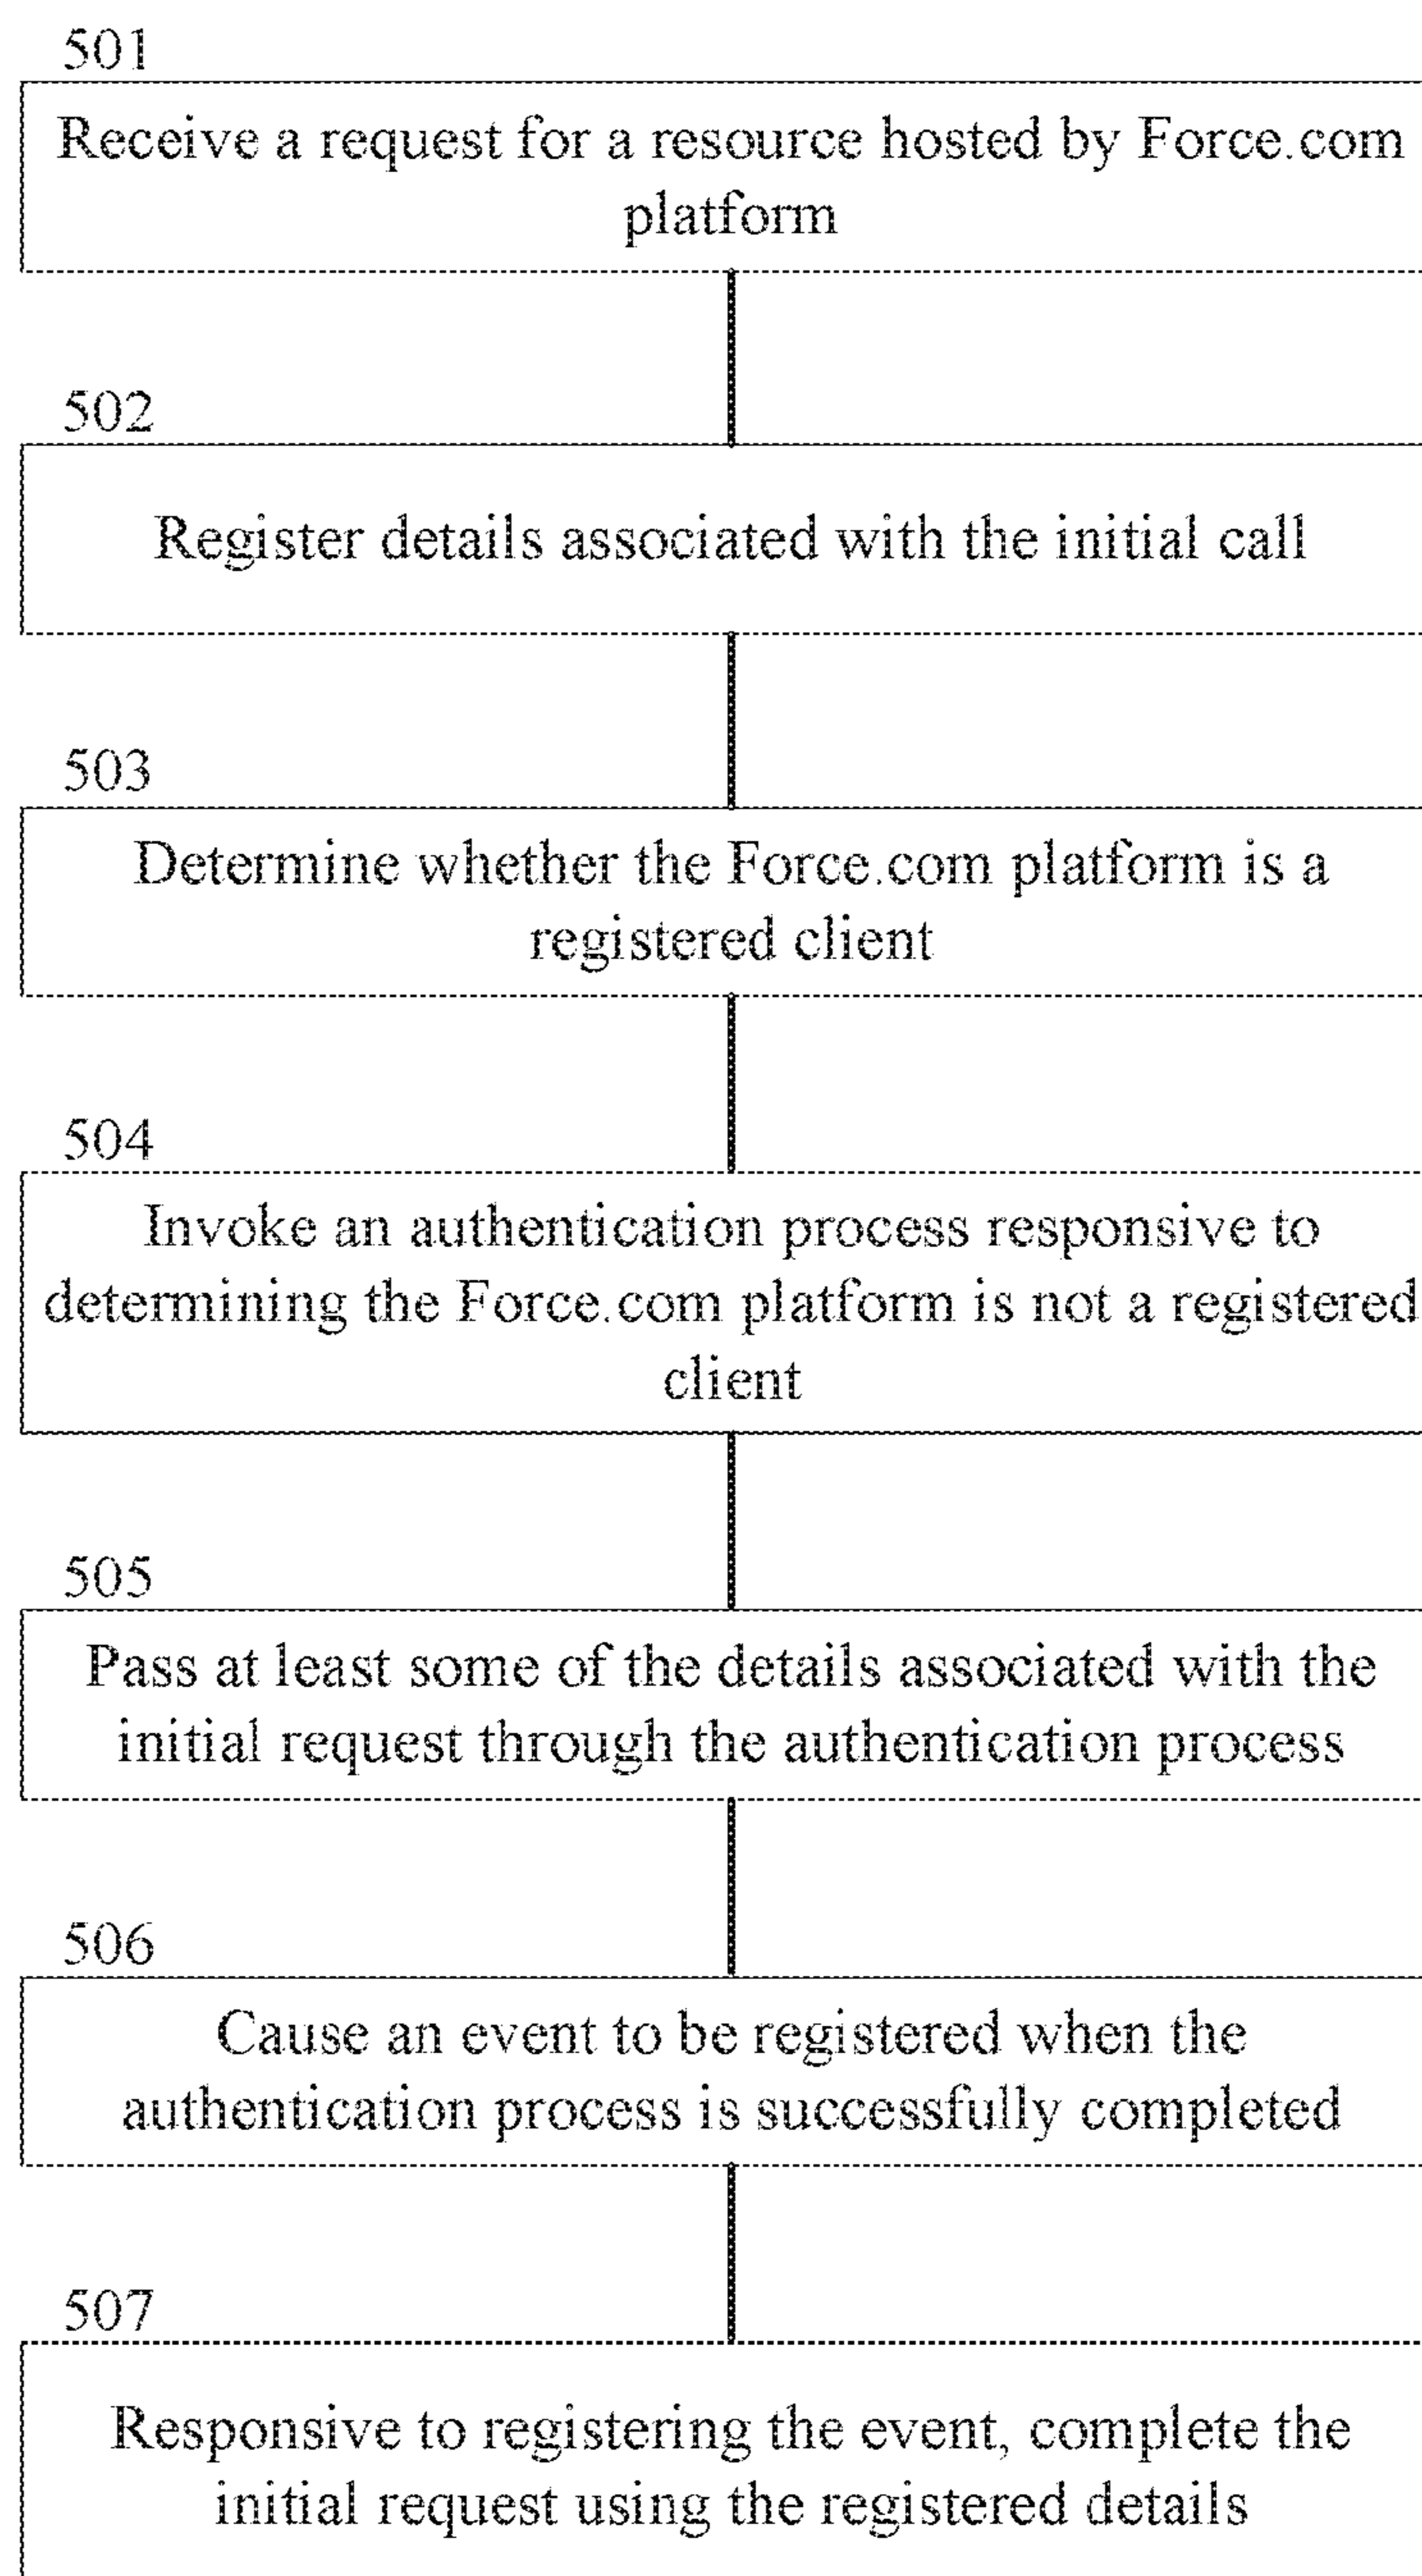 501
Receive a request for a resource hosted by Force.com
platform
502
Register details associated with the initial call
503
Determine whether the Force.com platform is a
registered client
504
Invoke an authentication process responsive to
determining the Force.com platform is not a registered
client
505
Pass at least some of the details associated with the
initial request through the authentication process
506
Cause an event to be registered when the
authentication process is successfully completed
507
Responsive to registering the event, complete the
initial request using the registered details